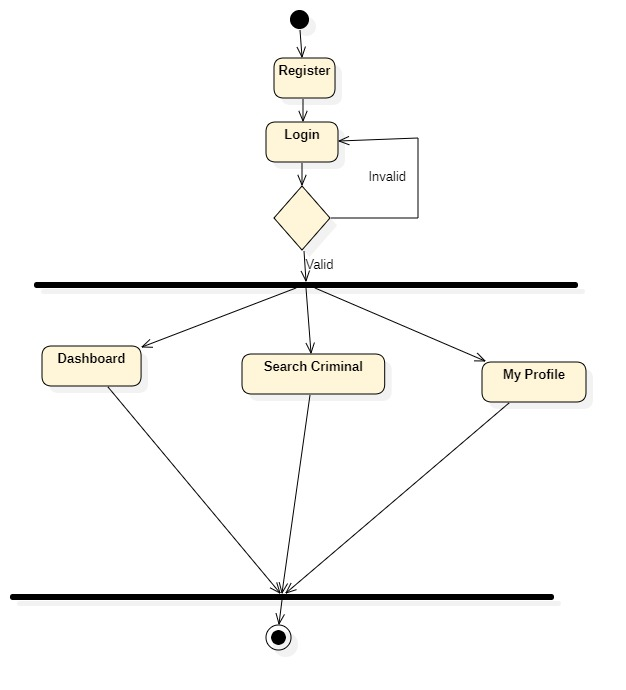 Register
Login
Invalid
Valid
Dashboard
Search Criminal
My Profile